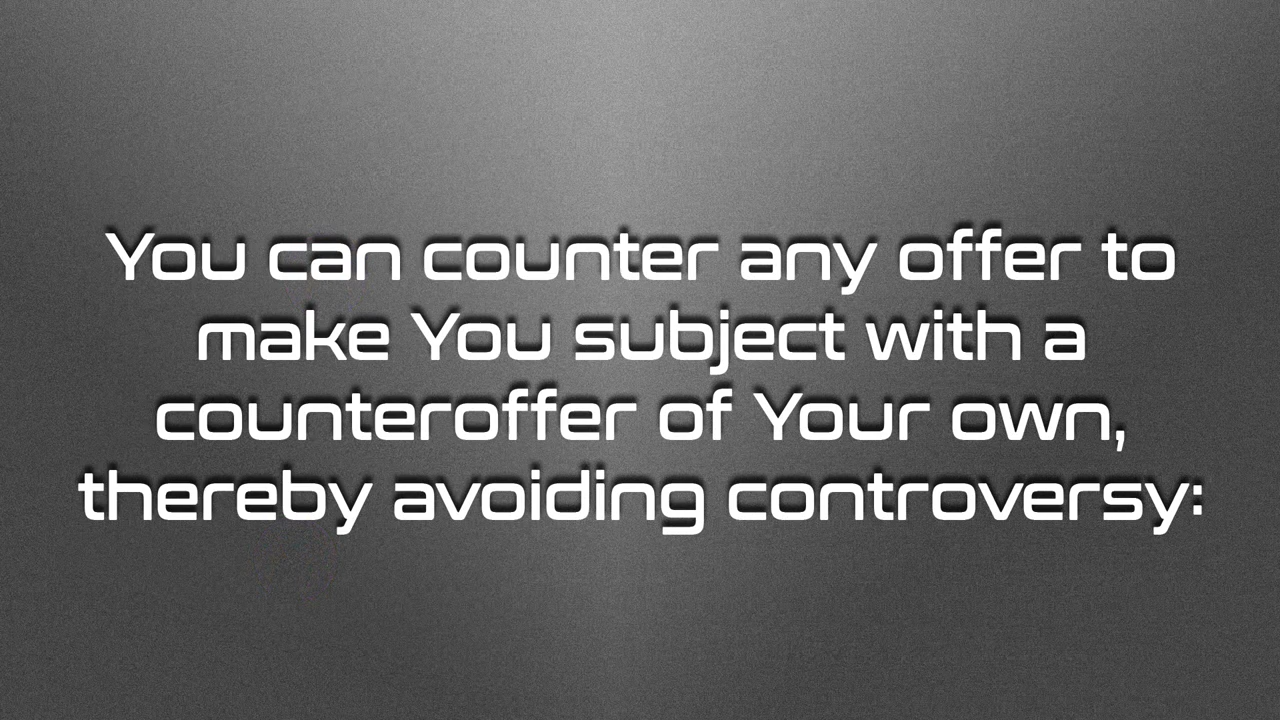 You can counter any offer to
make You subject with a
counteroffer of Your own,
thereby avoiding controversy: